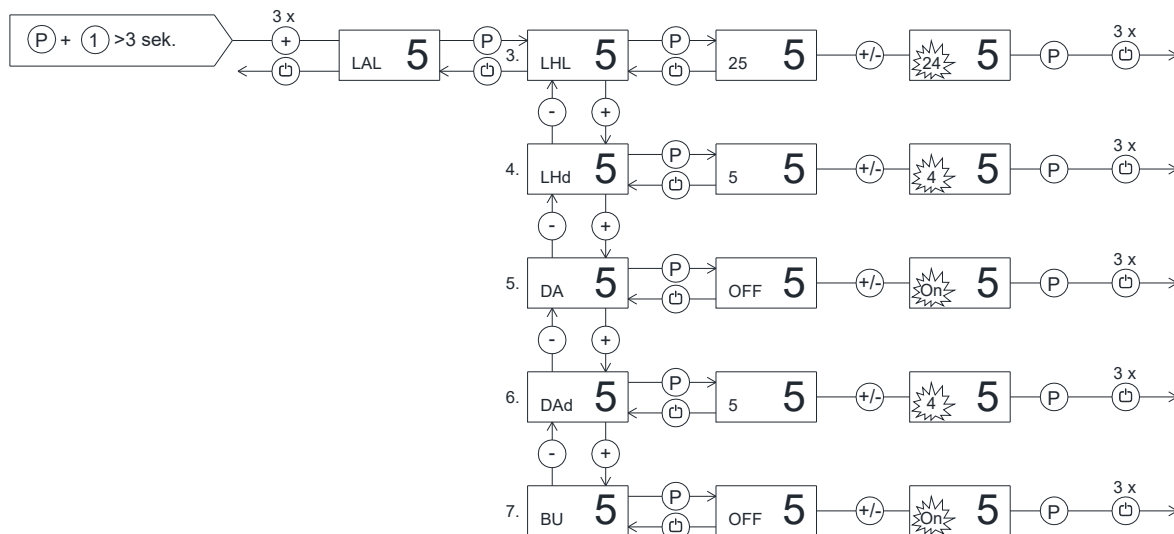 3 x
P + 1 >3 sek. + LAL 5 P 3. LHL 5 P 25 5 +/- 24 5 P 3 x
- +
4. LHd 5 P 5 5 +/- 4 5 P 3 x
- +
5. DA 5 P OFF 5 +/- On 5 P 3 x
- +
6. DAd 5 P 5 5 +/- 4 5 P 3 x
- +
7. BU 5 P OFF 5 +/- On 5 P 3 x